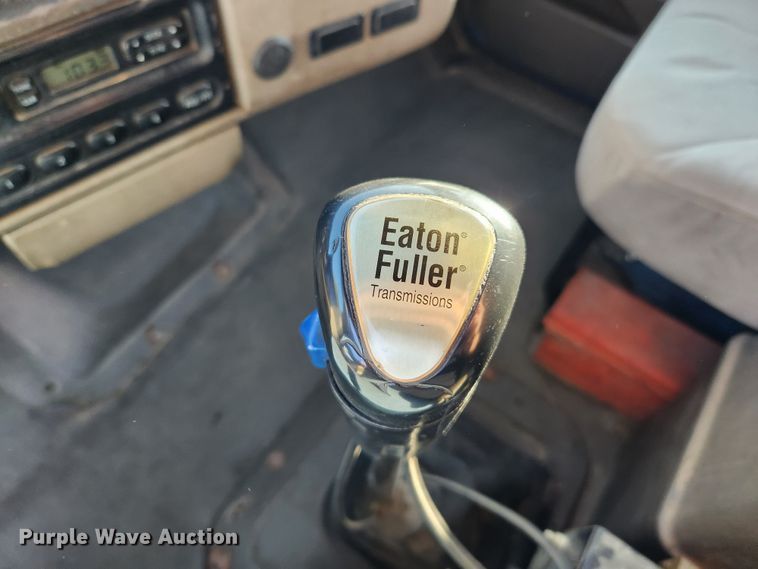 Eaton®
Fuller®
Transmissions
Purple Wave Auction